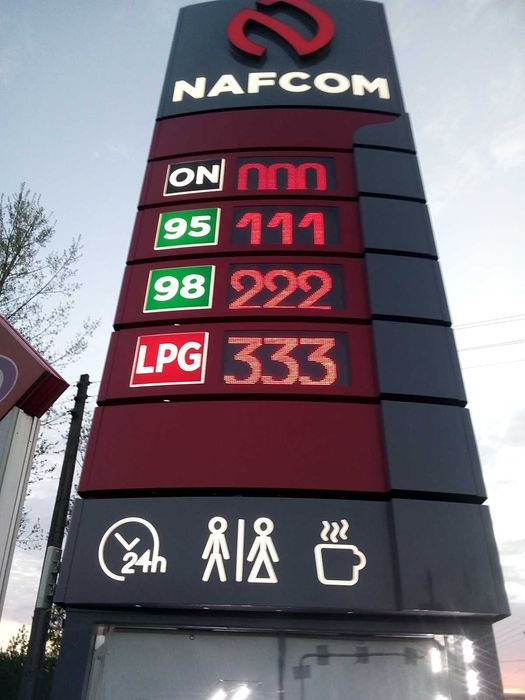 NAFCOM
ON 000
95 111
98 222
LPG 333
24h